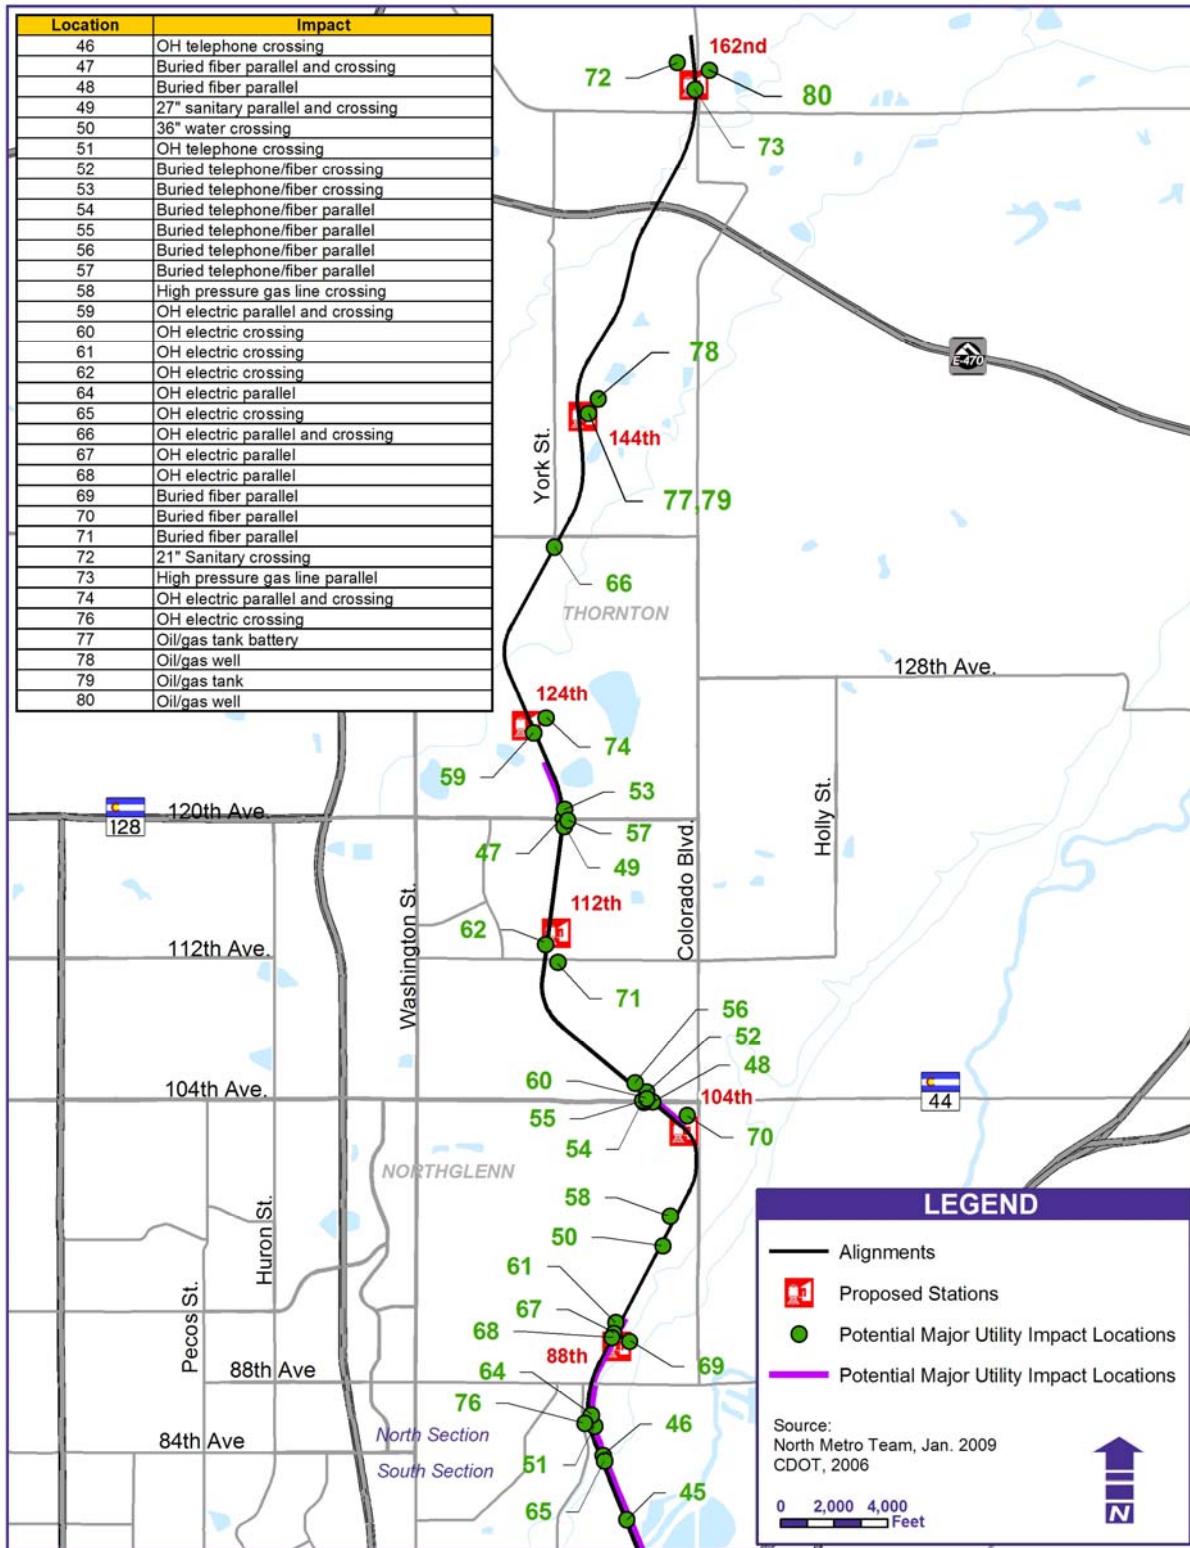 Location Impact
46 OH telephone crossing
47 Buried fiber parallel and crossing
48 Buried fiber parallel
49 27" sanitary parallel and crossing
50 36" water crossing
51 OH telephone crossing
52 Buried telephone/fiber crossing
53 Buried telephone/fiber crossing
54 Buried telephone/fiber parallel
55 Buried telephone/fiber parallel
56 Buried telephone/fiber parallel
57 Buried telephone/fiber parallel
58 High pressure gas line crossing
59 OH electric parallel and crossing
60 OH electric crossing
61 OH electric crossing
62 OH electric crossing
64 OH electric parallel
65 OH electric crossing
66 OH electric parallel and crossing
67 OH electric parallel
68 OH electric parallel
69 Buried fiber parallel
70 Buried fiber parallel
71 Buried fiber parallel
72 21" Sanitary crossing
73 High pressure gas line parallel
74 OH electric parallel and crossing
76 OH electric crossing
77 Oil/gas tank battery
78 Oil/gas well
79 Oil/gas tank
80 Oil/gas well
162nd
72
80
73
E-470
78
144th
York St.
77,79
66
THORNTON
128th Ave.
124th
74
59
53
120th Ave.
128
57
47
49
Holly St.
Colorado Blvd.
Washington St.
112th
62
112th Ave.
71
56
52
48
60
104th Ave.
104th
44
55
70
54
NORTHGLENN
58
50
Huron St.
61
Pecos St.
67
68
88th
69
64
88th Ave
76
46
84th Ave
North Section
South Section
51
65
45
LEGEND
Alignments
Proposed Stations
Potential Major Utility Impact Locations
Potential Major Utility Impact Locations
Source:
North Metro Team, Jan. 2009
CDOT, 2006
0 2,000 4,000
Feet
N